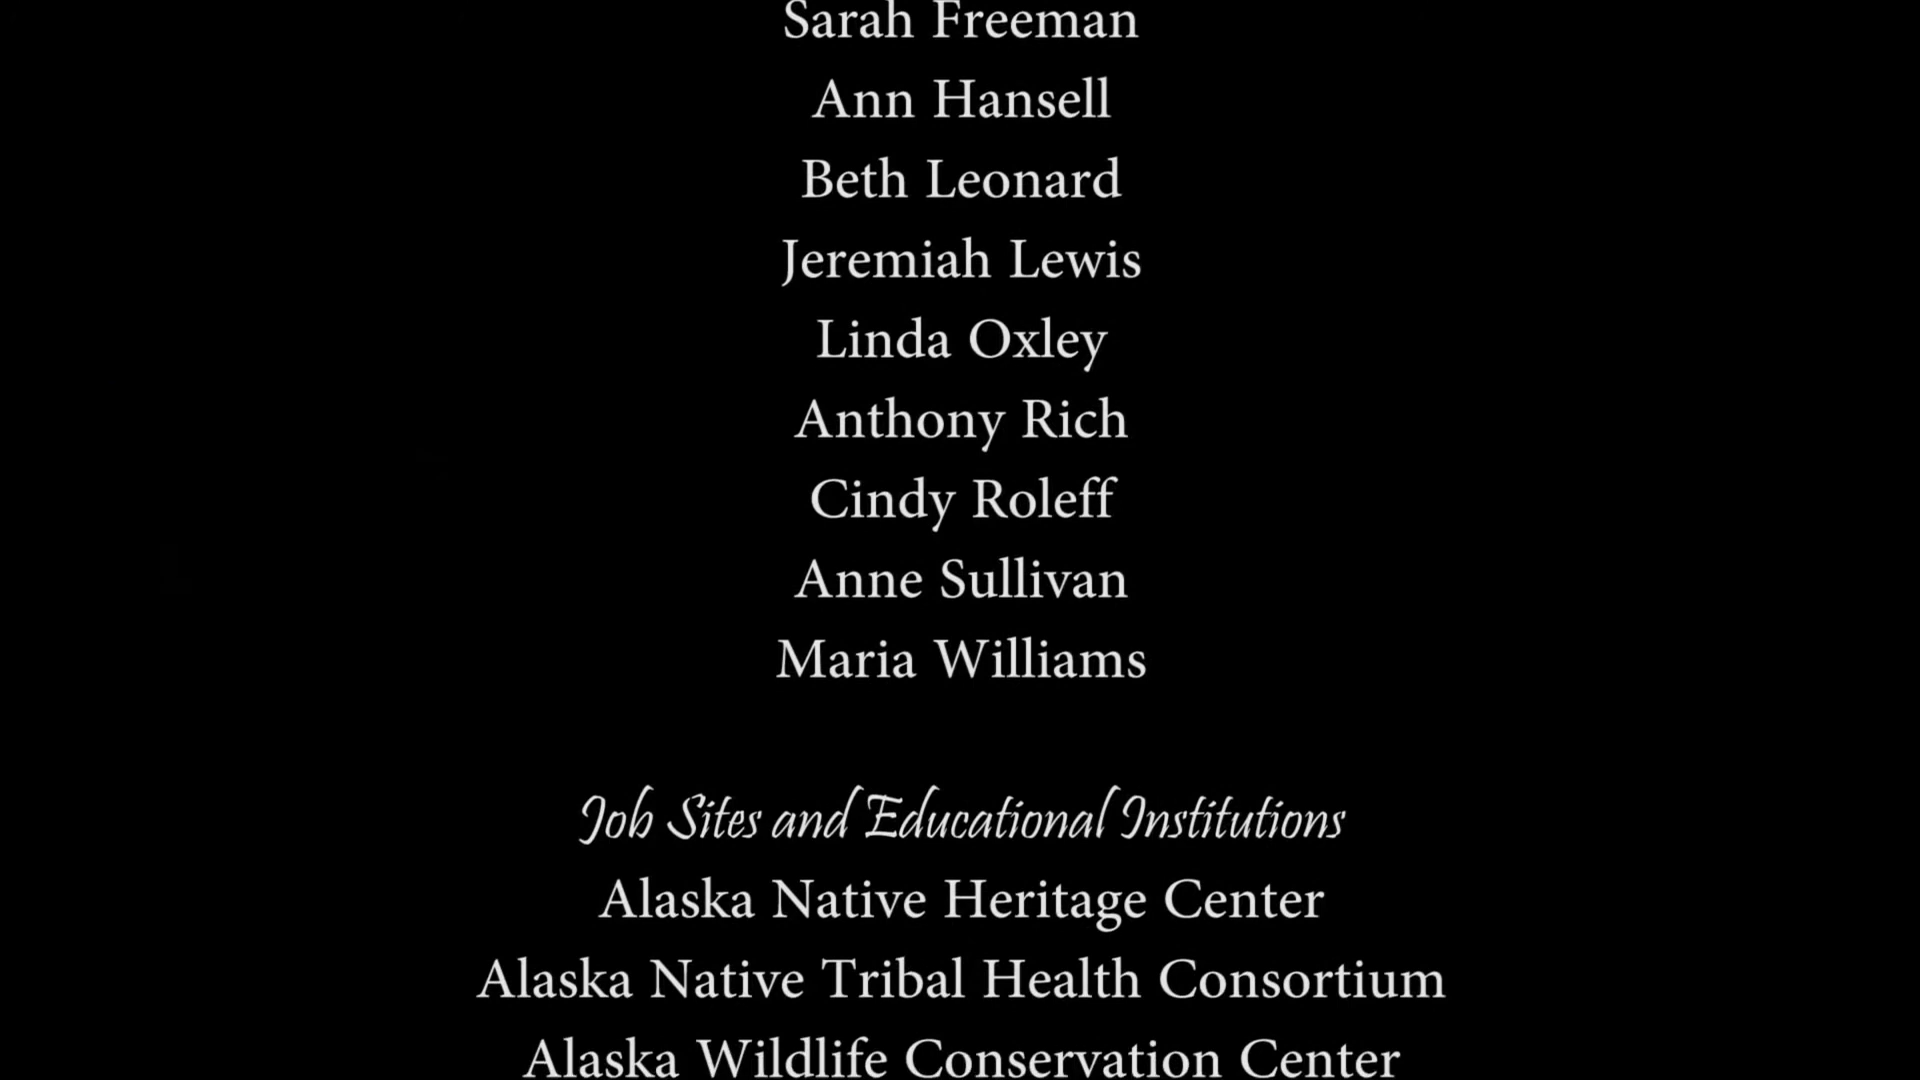 Sarah Freeman
Ann Hansell
Beth Leonard
Jeremiah Lewis
Linda Oxley
Anthony Rich
Cindy Roleff
Anne Sullivan
Maria Williams
Job Sites and Educational Institutions
Alaska Native Heritage Center
Alaska Native Tribal Health Consortium
Alaska Wildlife Conservation Center